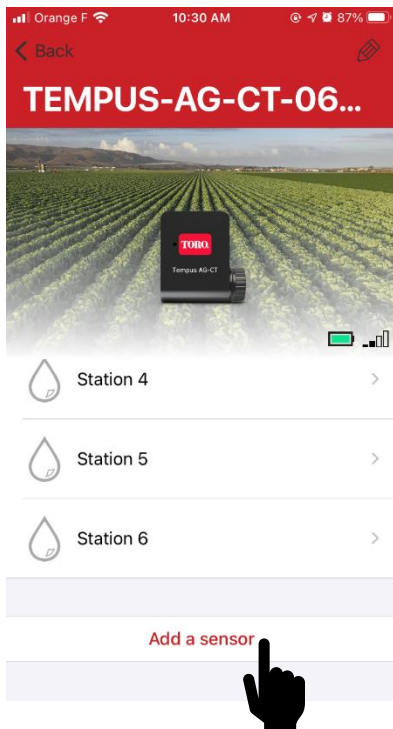 Orange F 10:30 AM 87%
Back
TEMPUS-AG-CT-06...
TORO
Tempus AG-CT
Station 4
Station 5
Station 6
Add a sensor